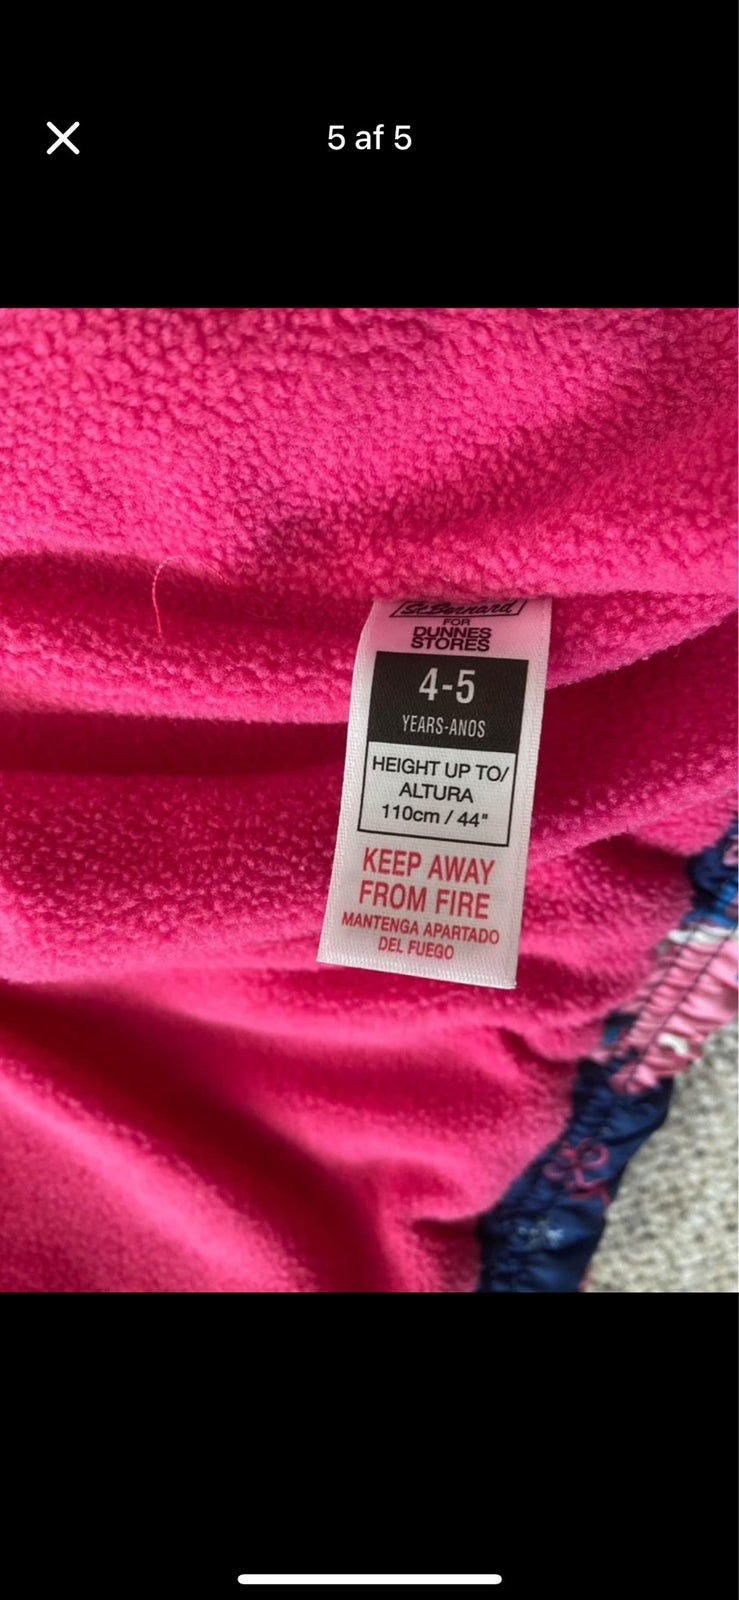 5 af 5
St. Bernard
FOR
DUNNES
STORES
4-5
YEARS-ANOS
HEIGHT UP TO/
ALTURA
110cm / 44"
KEEP AWAY
FROM FIRE
MANTENGA APARTADO
DEL FUEGO